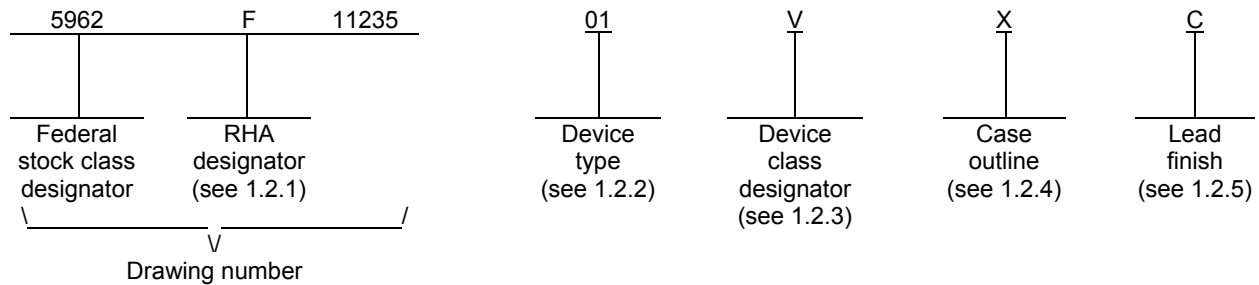 5962 F 11235 01 V X C
Federal RHA Device Device Case Lead
stock class designator type class outline finish
designator (see 1.2.1) (see 1.2.2) designator (see 1.2.4) (see 1.2.5)
(see 1.2.3)
\ /
\/
Drawing number